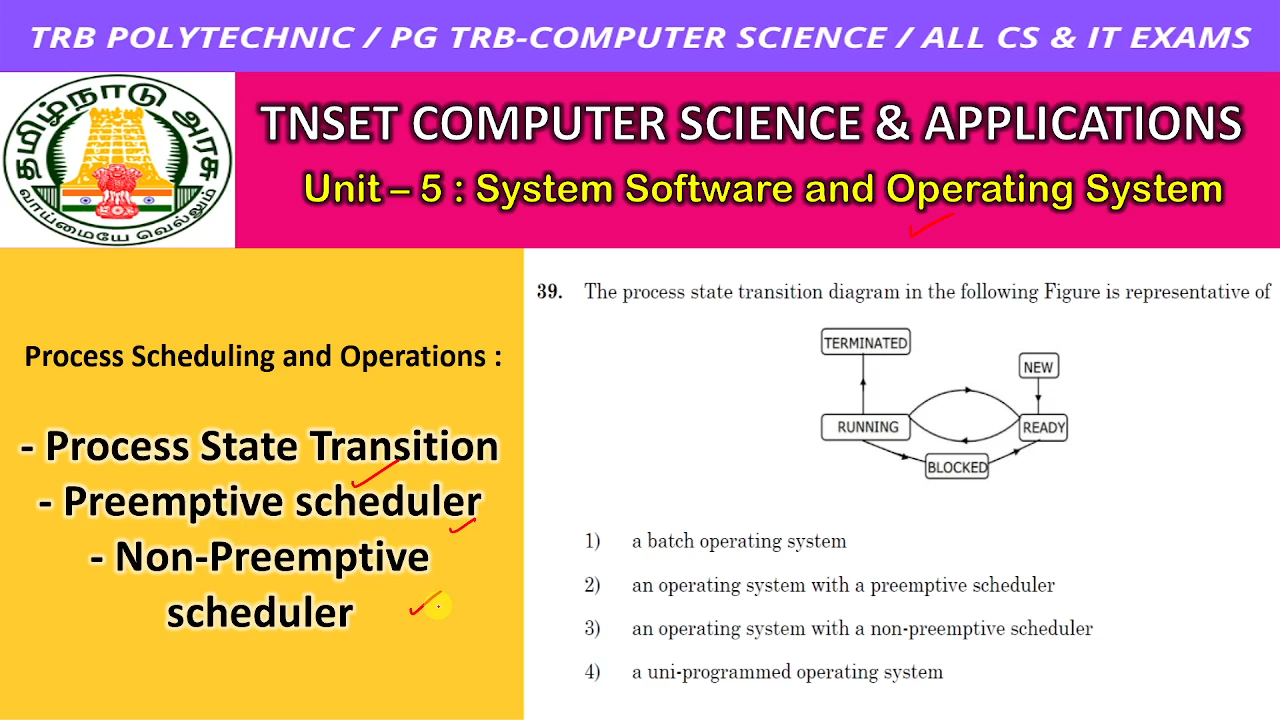 TRB POLYTECHNIC / PG TRB-COMPUTER SCIENCE / ALL CS & IT EXAMS
தமிழ்நாடு அரசு
வாய்மையே வெல்லும்
TNSET COMPUTER SCIENCE & APPLICATIONS
Unit – 5 : System Software and Operating System
Process Scheduling and Operations :
- Process State Transition
- Preemptive scheduler
- Non-Preemptive
scheduler
39. The process state transition diagram in the following Figure is representative of
TERMINATED
NEW
RUNNING
READY
BLOCKED
1) a batch operating system
2) an operating system with a preemptive scheduler
3) an operating system with a non-preemptive scheduler
4) a uni-programmed operating system